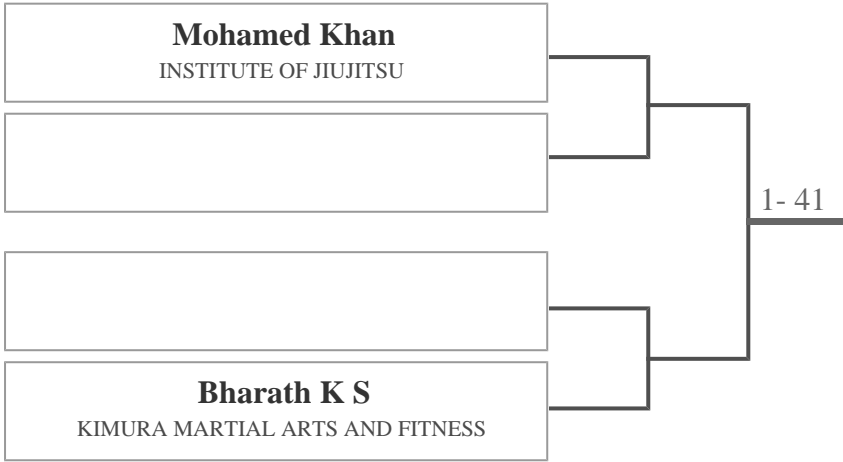 Mohamed Khan
INSTITUTE OF JIUJITSU
1- 41
Bharath K S
KIMURA MARTIAL ARTS AND FITNESS